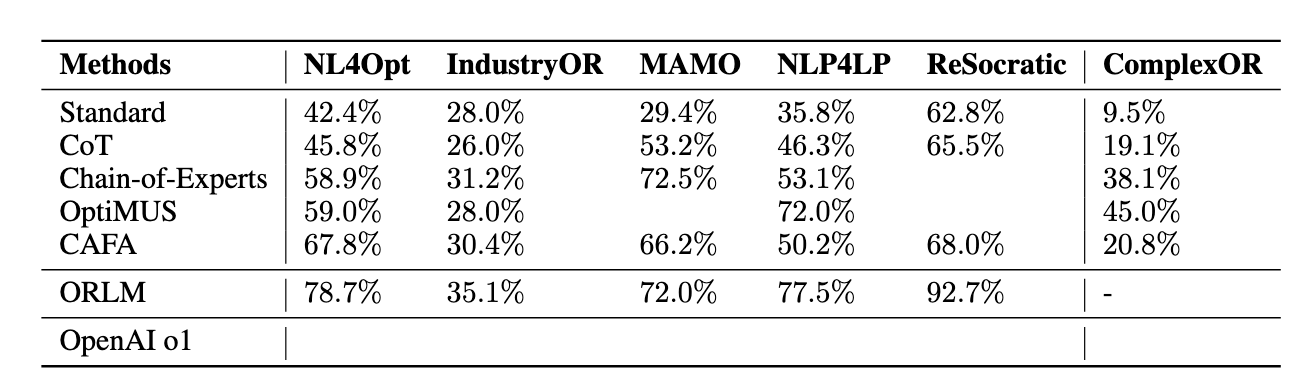 Methods NL4Opt IndustryOR MAMO NLP4LP ReSocratic ComplexOR
Standard 42.4% 28.0% 29.4% 35.8% 62.8% 9.5%
CoT 45.8% 26.0% 53.2% 46.3% 65.5% 19.1%
Chain-of-Experts 58.9% 31.2% 72.5% 53.1% 38.1%
OptiMUS 59.0% 28.0% 72.0% 45.0%
CAFA 67.8% 30.4% 66.2% 50.2% 68.0% 20.8%
ORLM 78.7% 35.1% 72.0% 77.5% 92.7% -
OpenAI o1